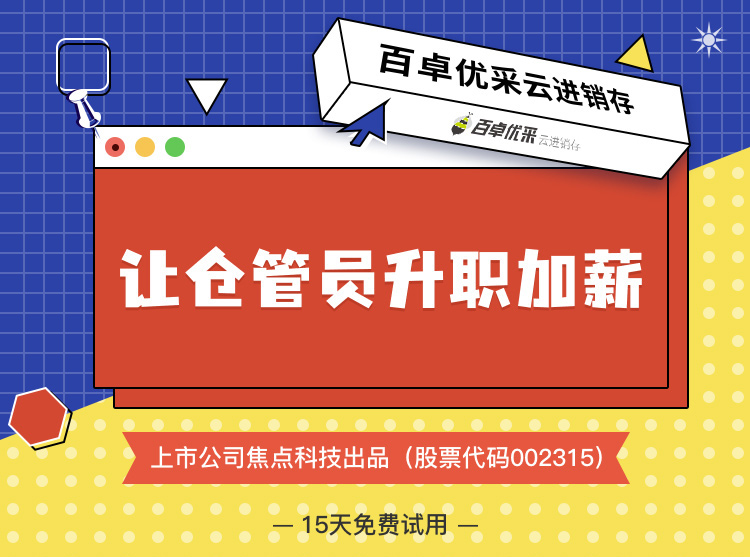 百卓优采云进销存
百卓优采 云进销存
让仓管员升职加薪
上市公司焦点科技出品（股票代码002315）
— 15天免费试用 —